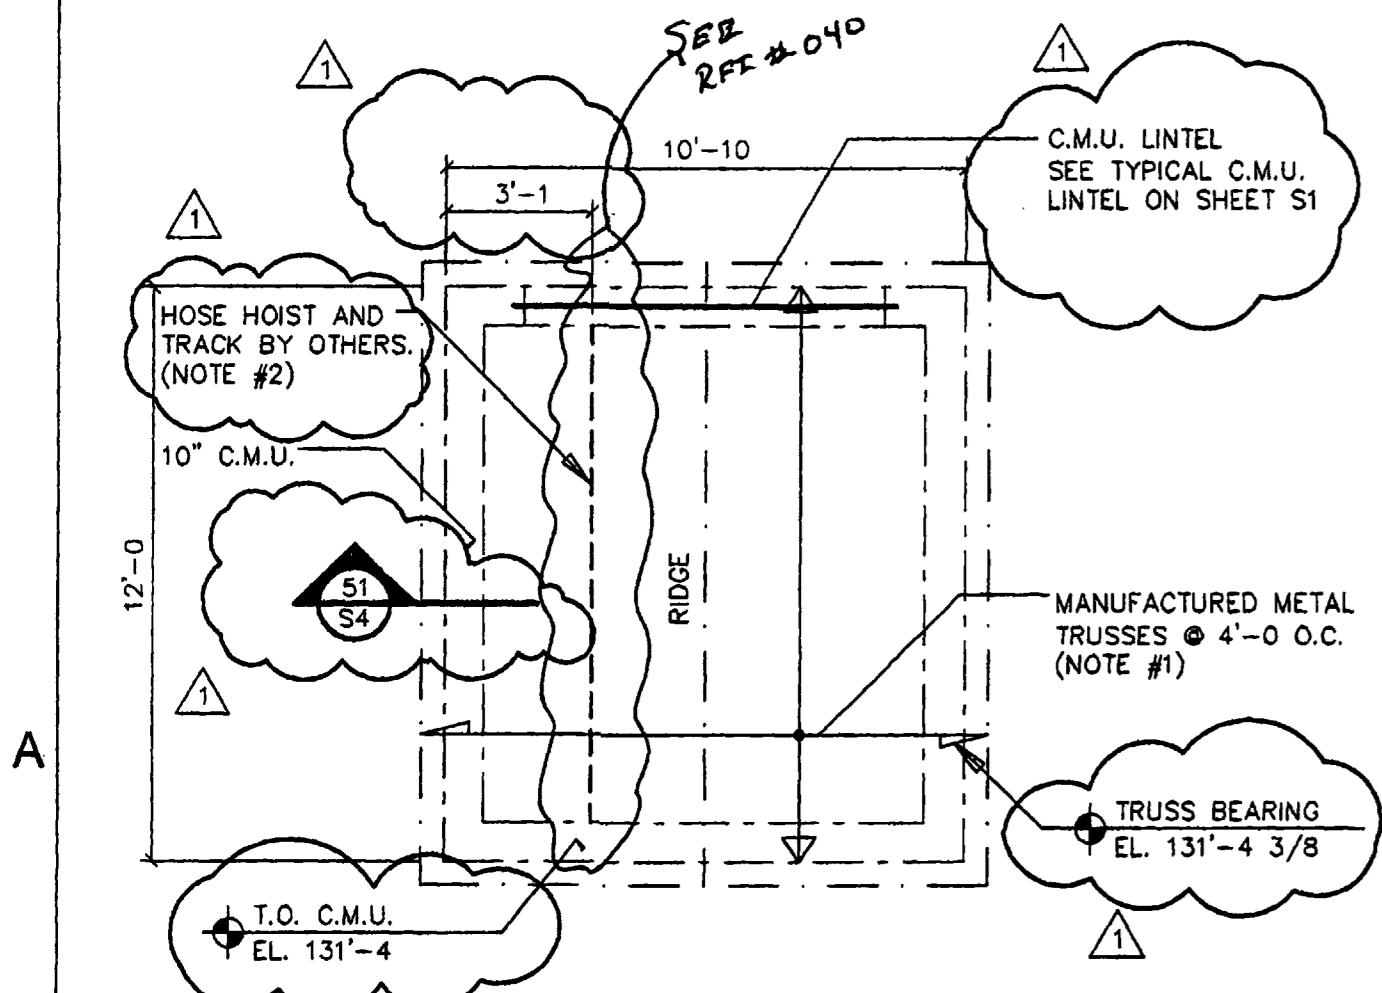 SEE
RFI # 040
1
1
10'-10
C.M.U. LINTEL
SEE TYPICAL C.M.U.
LINTEL ON SHEET S1
3'-1
1
HOSE HOIST AND
TRACK BY OTHERS.
(NOTE #2)
10" C.M.U.
12'-0
51
S4
RIDGE
MANUFACTURED METAL
TRUSSES @ 4'-0 O.C.
(NOTE #1)
1
A
TRUSS BEARING
EL. 131'-4 3/8
T.O. C.M.U.
EL. 131'-4
1